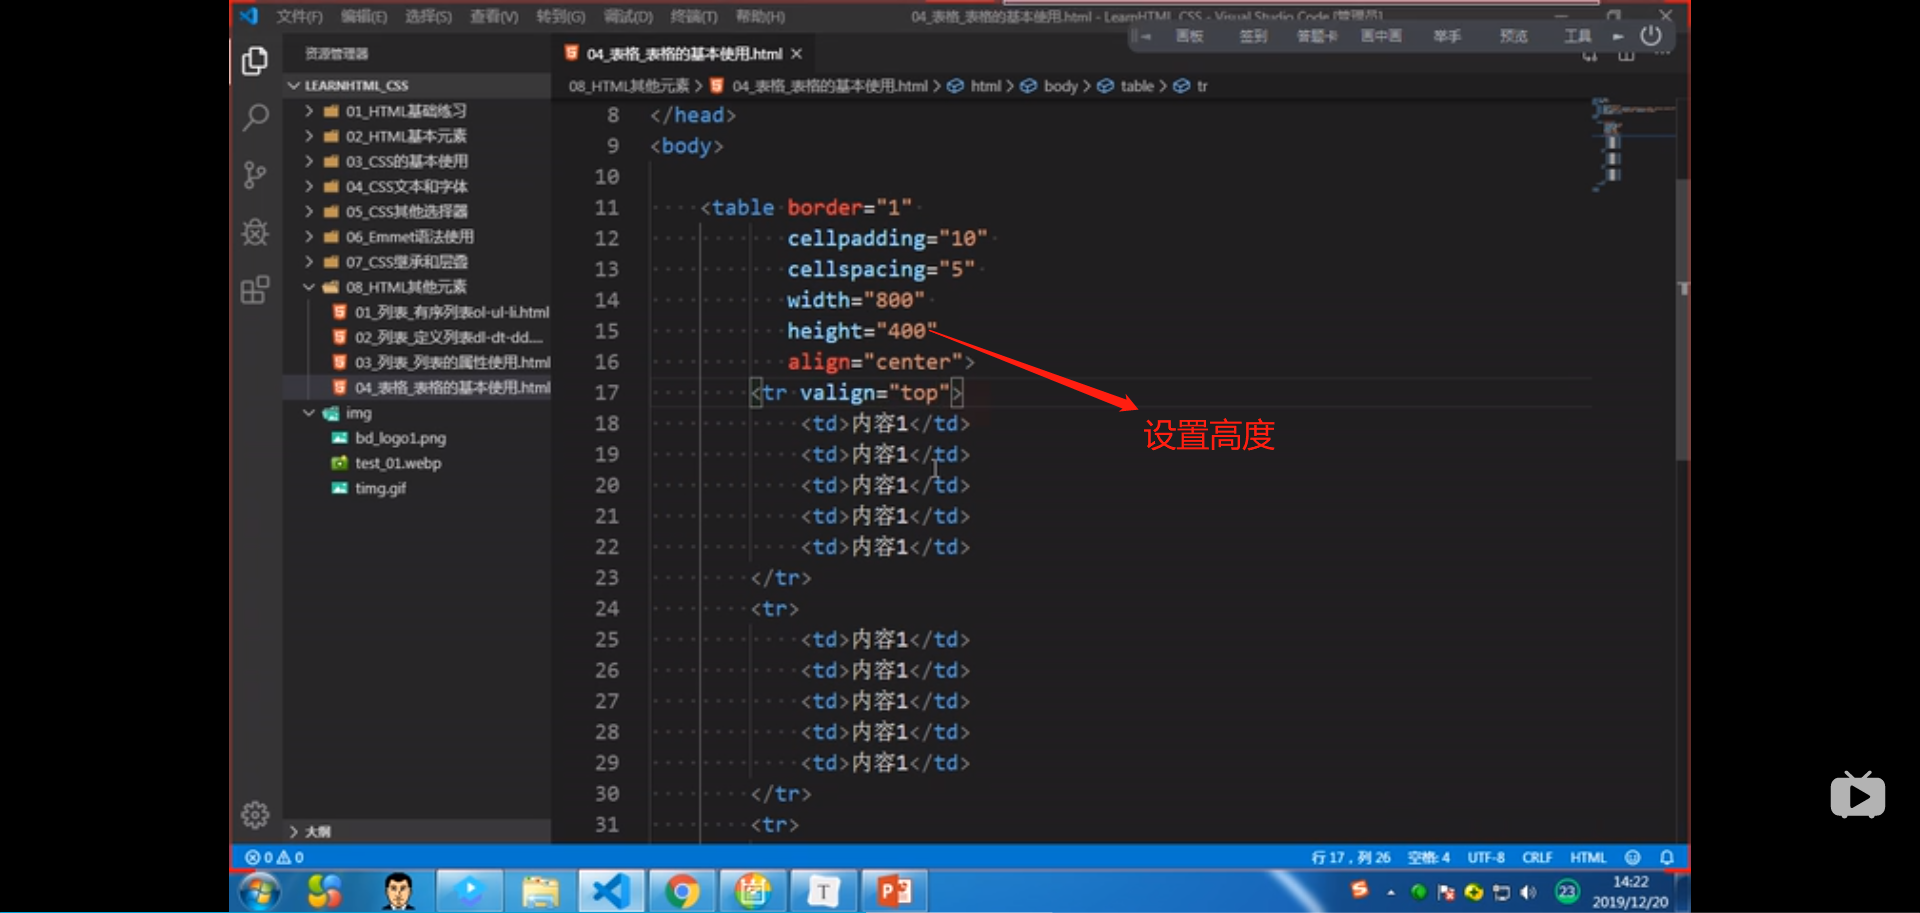 文件(F) 编辑(E) 选择(S) 查看(V) 转到(G) 调试(D) 终端(T) 帮助(H) 04_表格_表格的基本使用.html - LearnHTML_CSS - Visual Studio Code [管理员]
画板 签到 答题卡 画中画 举手 预览 工具
资源管理器
04_表格_表格的基本使用.html
LEARNHTML_CSS
08_HTML其他元素 > 04_表格_表格的基本使用.html > html > body > table > tr
01_HTML基础练习
02_HTML基本元素
03_CSS的基本使用
04_CSS文本和字体
05_CSS其他选择器
06_Emmet语法使用
07_CSS继承和层叠
08_HTML其他元素
01_列表_有序列表ol-ul-li.html
02_列表_定义列表dl-dt-dd....
03_列表_列表的属性使用.html
04_表格_表格的基本使用.html
img
bd_logo1.png
test_01.webp
timg.gif
大纲
8 </head>
9 <body>
10
11 <table border="1"
12 cellpadding="10"
13 cellspacing="5"
14 width="800"
15 height="400"
16 align="center">
17 <tr valign="top">
18 <td>内容1</td>
19 <td>内容1</td>
20 <td>内容1</td>
21 <td>内容1</td>
22 <td>内容1</td>
23 </tr>
24 <tr>
25 <td>内容1</td>
26 <td>内容1</td>
27 <td>内容1</td>
28 <td>内容1</td>
29 <td>内容1</td>
30 </tr>
31 <tr>
设置高度
0 0 行 17，列 26 空格: 4 UTF-8 CRLF HTML
T P 23 14:22
2019/12/20